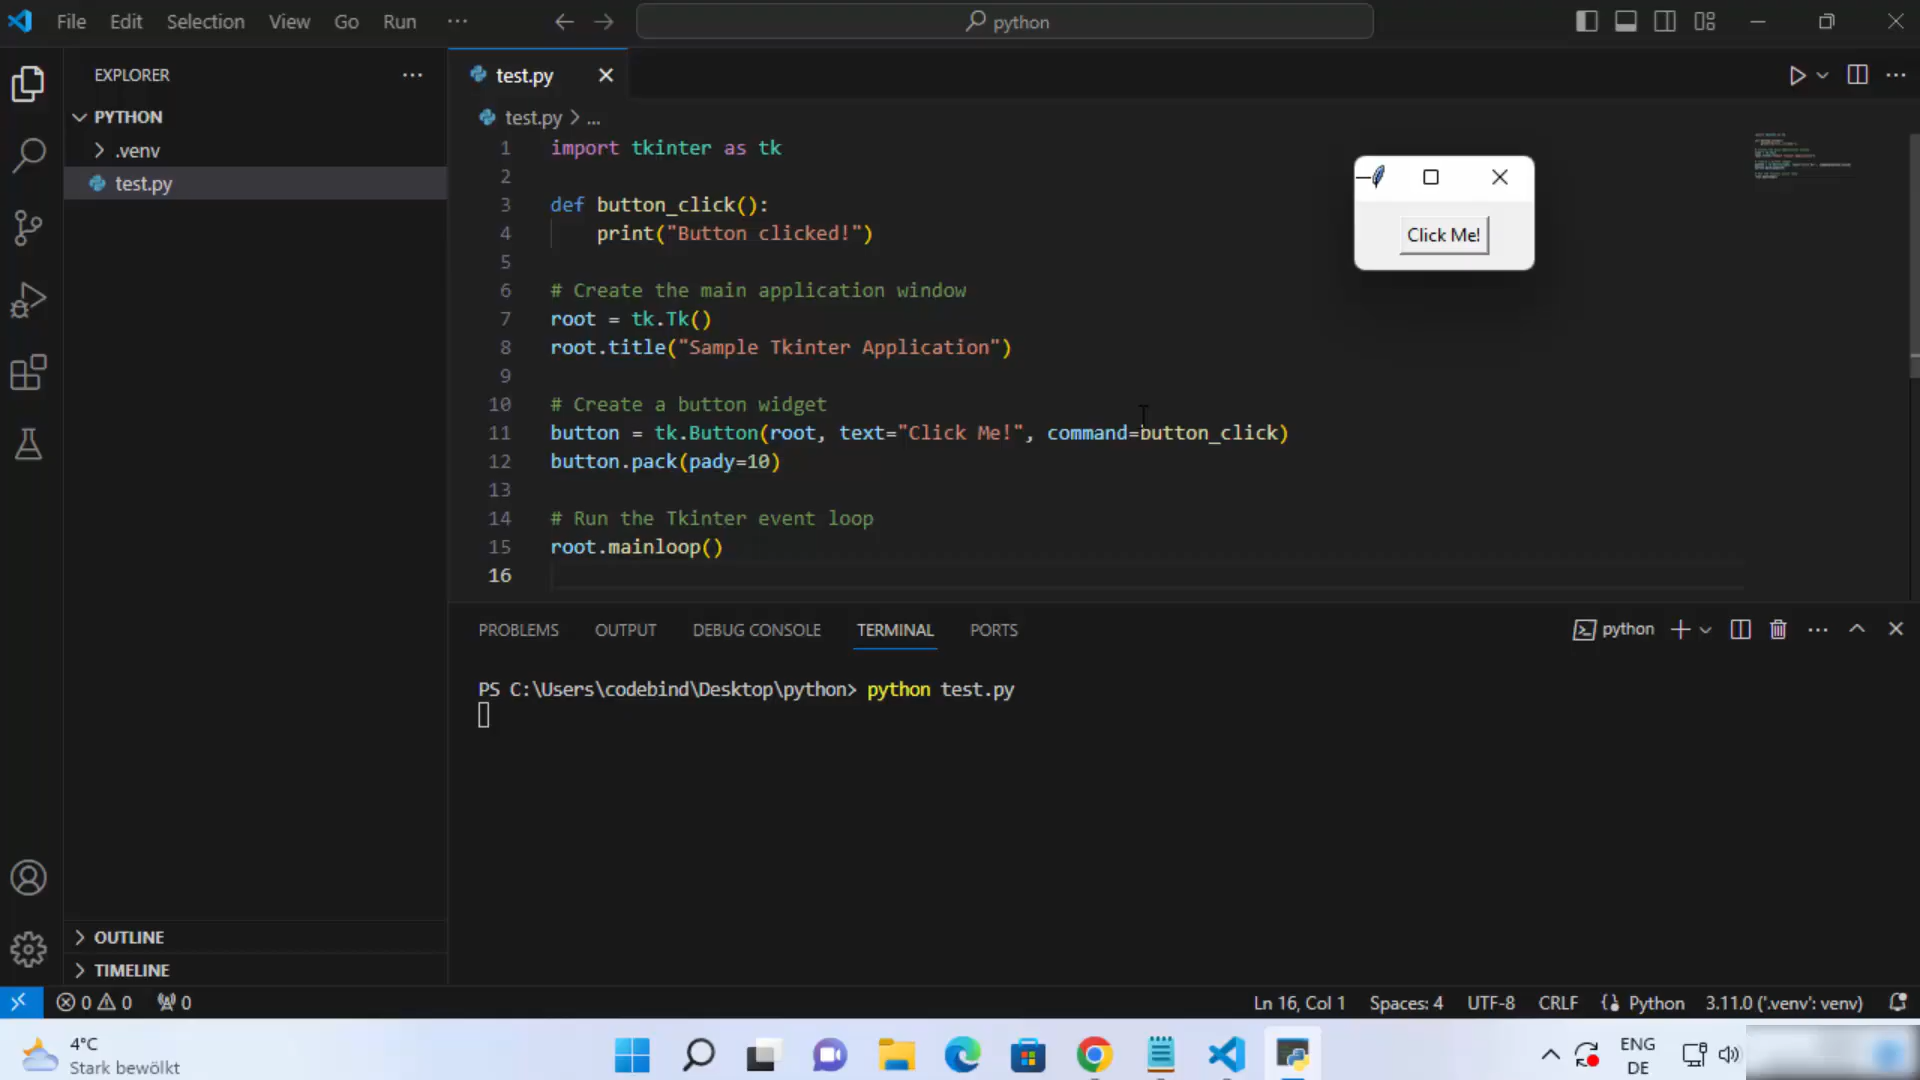 File Edit Selection View Go Run ...
python
EXPLORER
PYTHON
.venv
test.py
test.py
test.py > ...
1 import tkinter as tk
2
3 def button_click():
4 print("Button clicked!")
5
6 # Create the main application window
7 root = tk.Tk()
8 root.title("Sample Tkinter Application")
9
10 # Create a button widget
11 button = tk.Button(root, text="Click Me!", command=button_click)
12 button.pack(pady=10)
13
14 # Run the Tkinter event loop
15 root.mainloop()
16
Click Me!
PROBLEMS OUTPUT DEBUG CONSOLE TERMINAL PORTS
python
PS C:\Users\codebind\Desktop\python> python test.py
OUTLINE
TIMELINE
0 0 0
Ln 16, Col 1 Spaces: 4 UTF-8 CRLF Python 3.11.0 ('.venv': venv)
4°C
Stark bewölkt
ENG
DE